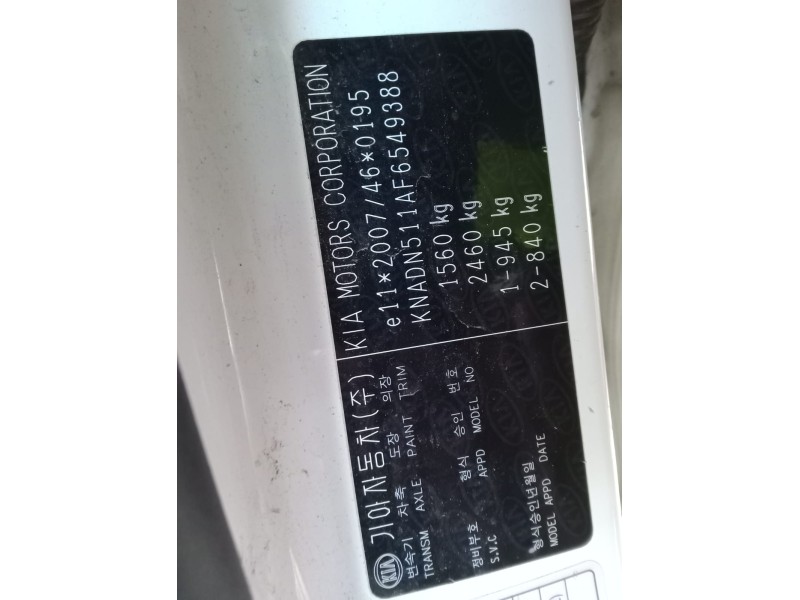 KIA 기아자동차(주) KIA MOTORS CORPORATION
변속기 차축 도장 의장 e11*2007/46*0195
TRANSM AXLE PAINT TRIM KNADN511AF6549388
1560 kg
정비부호 형식 승인 번호 2460 kg
S.V.C APPD MODEL NO
1-945 kg
형식승인년월일 2-840 kg
MODEL APPD DATE